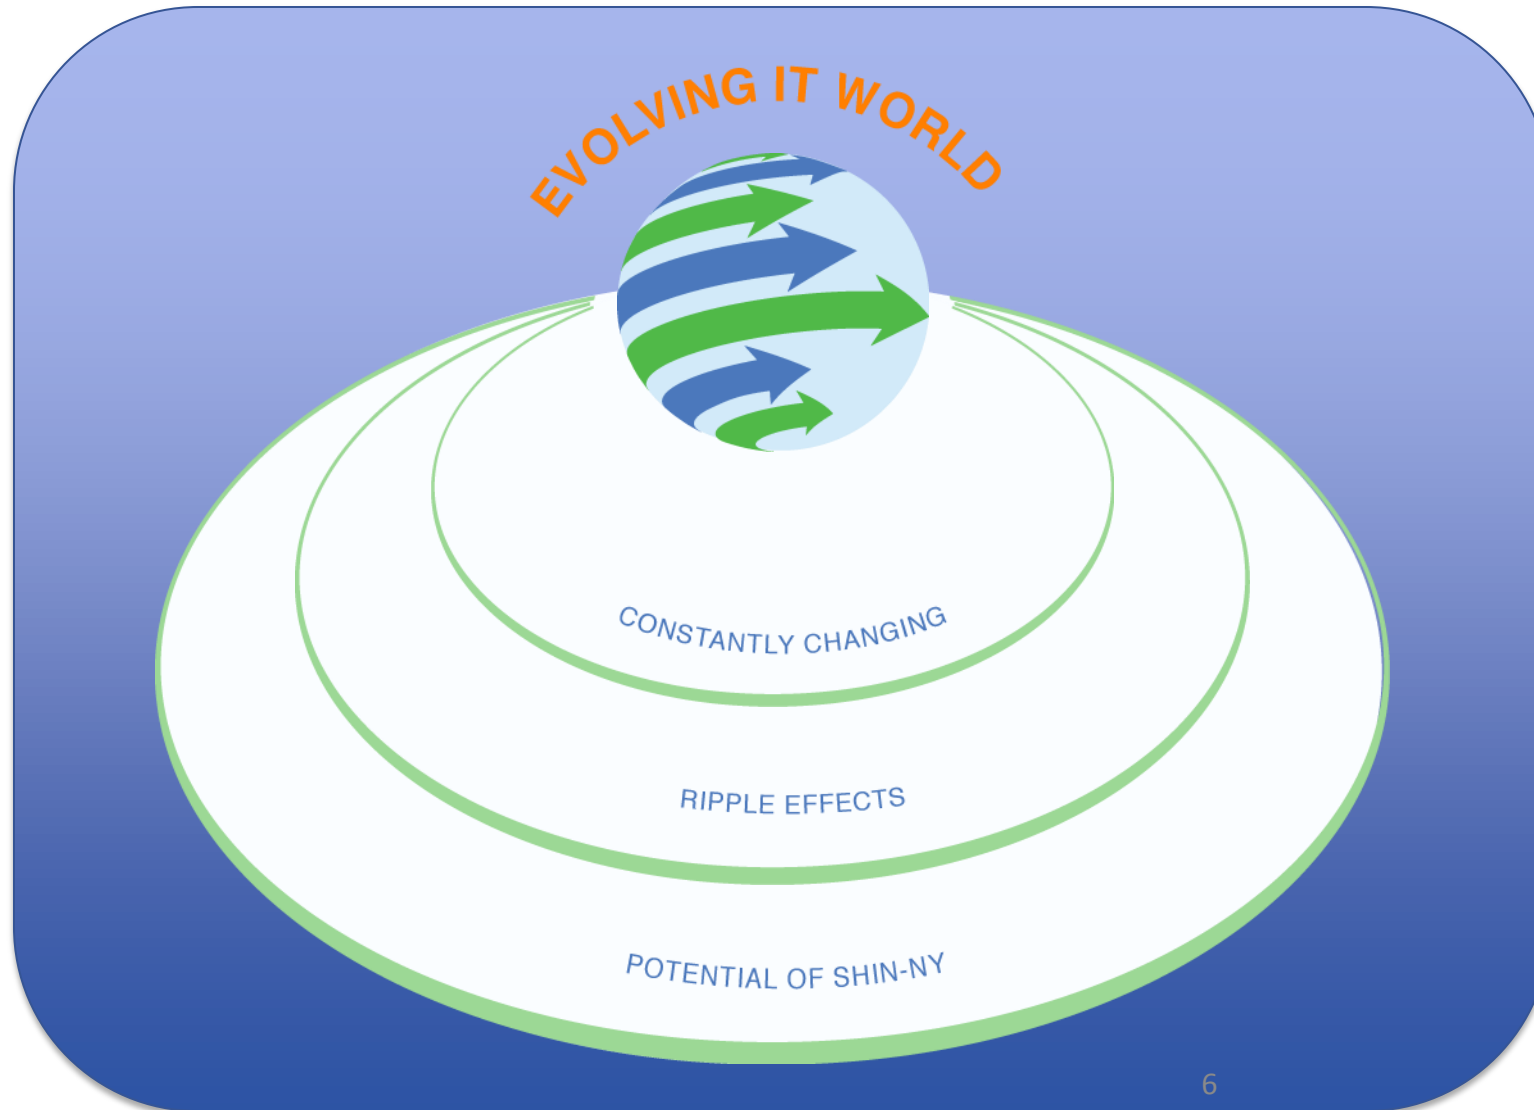 EVOLVING IT WORLD
CONSTANTLY CHANGING
RIPPLE EFFECTS
POTENTIAL OF SHIN-NY
6